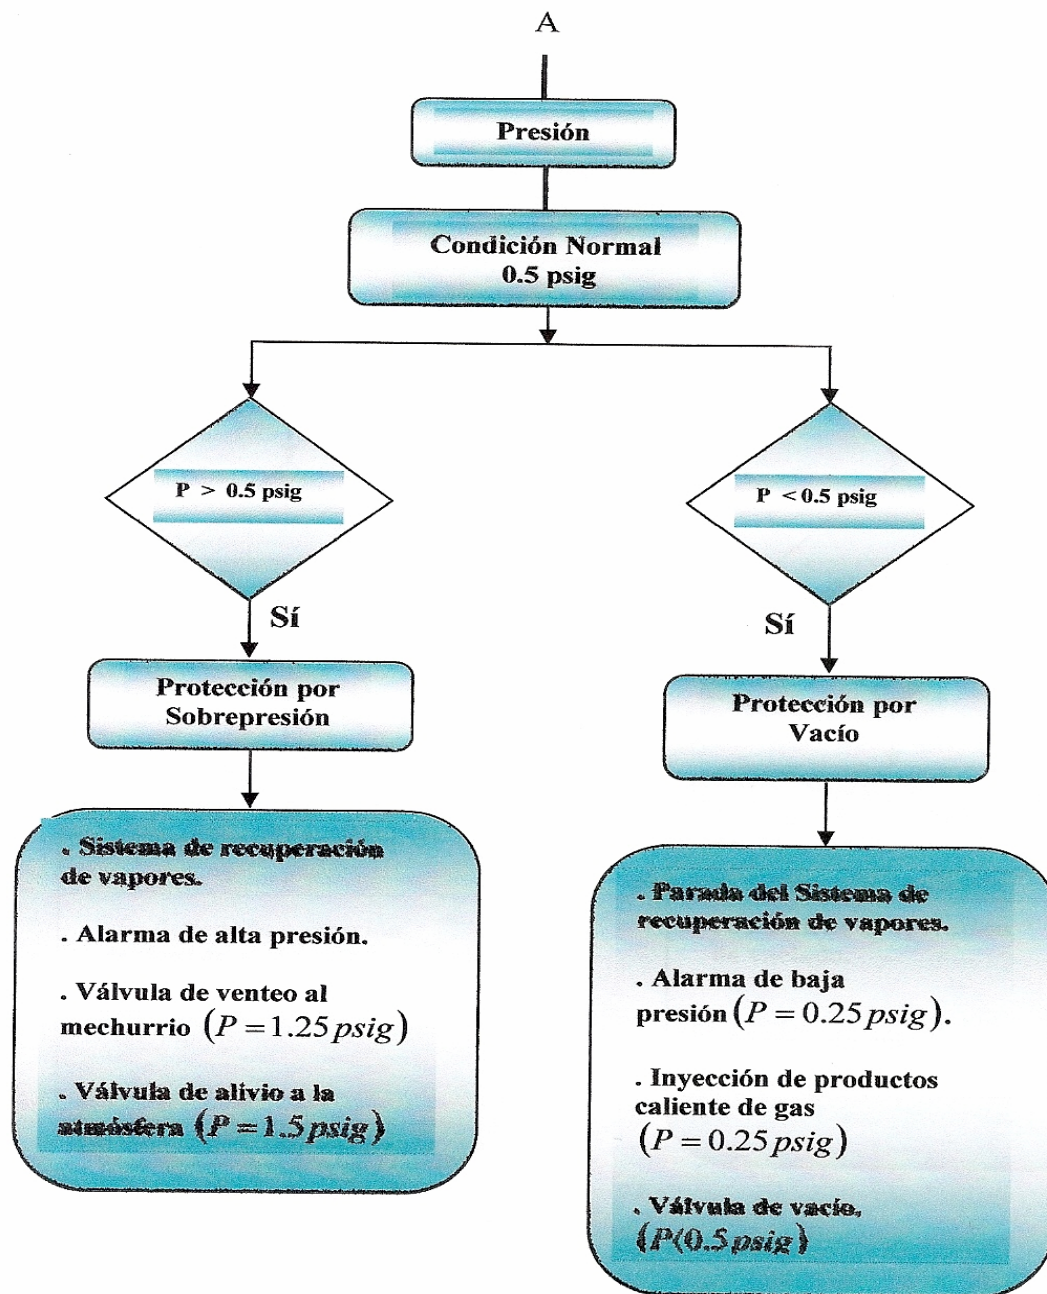 A
Presión
Condición Normal
0.5 psig
P > 0.5 psig
P < 0.5 psig
Sí
Sí
Protección por
Sobrepresión
Protección por
Vacío
. Sistema de recuperación
de vapores.
. Alarma de alta presión.
. Válvula de venteo al
mechurrio (P = 1.25 psig)
. Válvula de alivio a la
atmósfera (P = 1.5 psig)
. Parada del Sistema de
recuperación de vapores.
. Alarma de baja
presión (P = 0.25 psig).
. Inyección de productos
caliente de gas
(P = 0.25 psig)
. Válvula de vacío.
(P(0.5 psig)